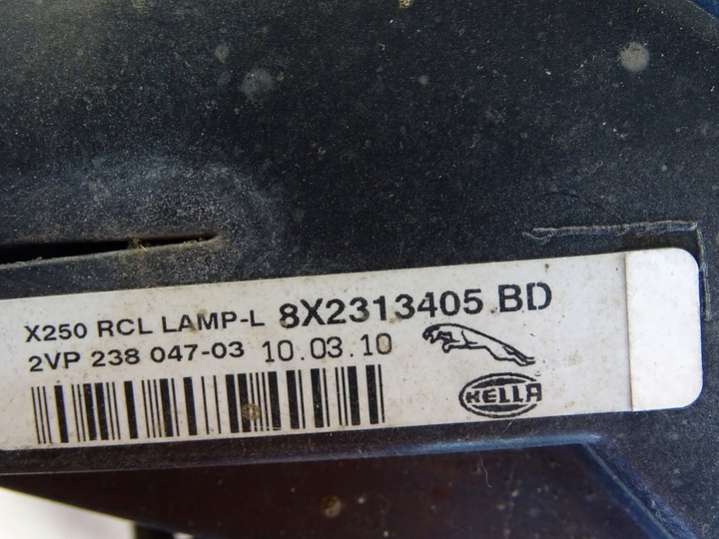 X250 RCL LAMP-L 8X2313405 BD
2VP 238 047-03 10.03.10
HELLA